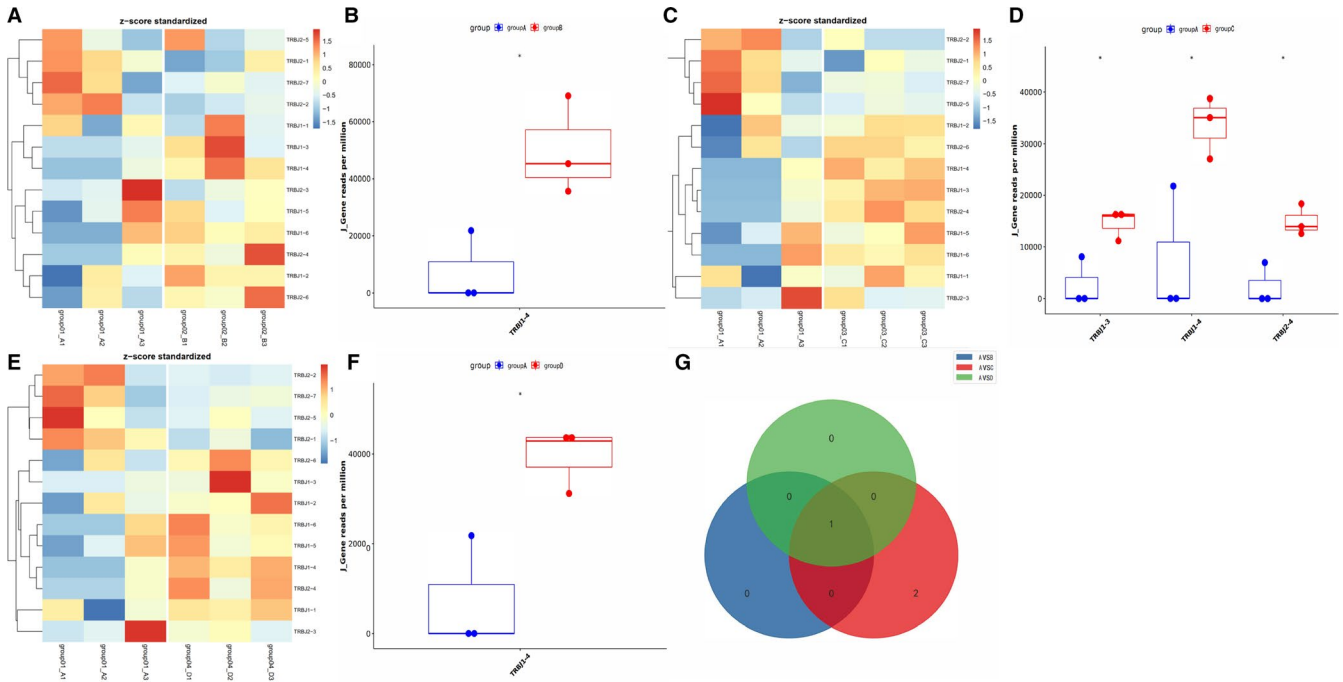 A
z-score standardized
TRBJ2-5
TRBJ2-1
TRBJ2-7
TRBJ2-2
TRBJ1-1
TRBJ1-3
TRBJ1-4
TRBJ2-3
TRBJ1-5
TRBJ1-6
TRBJ2-4
TRBJ1-2
TRBJ2-6
1.5
1
0.5
0
-0.5
-1
-1.5
group01_A1
group01_A2
group01_A3
group02_B1
group02_B2
group02_B3
B
group groupA groupB
*
J_Gene reads per million
80000
60000
40000
20000
0
TRBJ1-4
C
z-score standardized
TRBJ2-2
TRBJ2-1
TRBJ2-7
TRBJ2-5
TRBJ1-2
TRBJ2-6
TRBJ1-4
TRBJ1-3
TRBJ2-4
TRBJ1-5
TRBJ1-6
TRBJ1-1
TRBJ2-3
1.5
1
0.5
0
-0.5
-1
-1.5
group01_A1
group01_A2
group01_A3
group03_C1
group03_C2
group03_C3
D
group groupA groupC
* * *
J_Gene reads per million
40000
30000
20000
10000
0
TRBJ1-3
TRBJ1-4
TRBJ2-4
E
z-score standardized
TRBJ2-2
TRBJ2-7
TRBJ2-5
TRBJ2-1
TRBJ2-6
TRBJ1-3
TRBJ1-2
TRBJ1-6
TRBJ1-5
TRBJ1-4
TRBJ2-4
TRBJ1-1
TRBJ2-3
1
0
-1
group01_A1
group01_A2
group01_A3
group04_D1
group04_D2
group04_D3
F
group groupA groupD
*
J_Gene reads per million
40000
2000
0
0
TRBJ1-4
G
AVSB
AVSC
AVSD
0
0
0
1
0
0
2